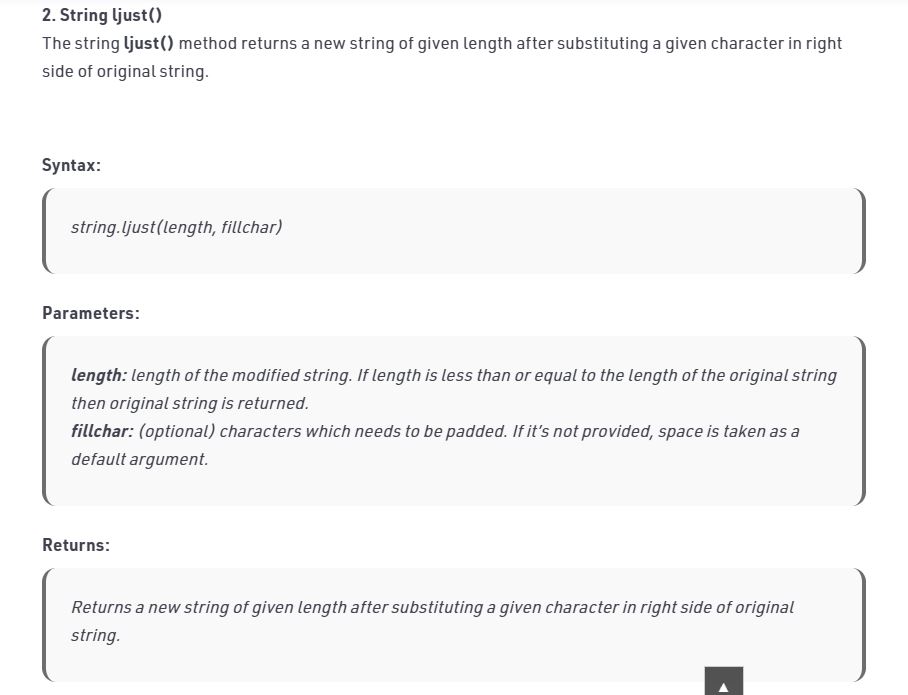 2. String ljust()
The string ljust() method returns a new string of given length after substituting a given character in right
side of original string.
Syntax:
string.ljust(length, fillchar)
Parameters:
length: length of the modified string. If length is less than or equal to the length of the original string
then original string is returned.
fillchar: (optional) characters which needs to be padded. If it's not provided, space is taken as a
default argument.
Returns:
Returns a new string of given length after substituting a given character in right side of original
string.